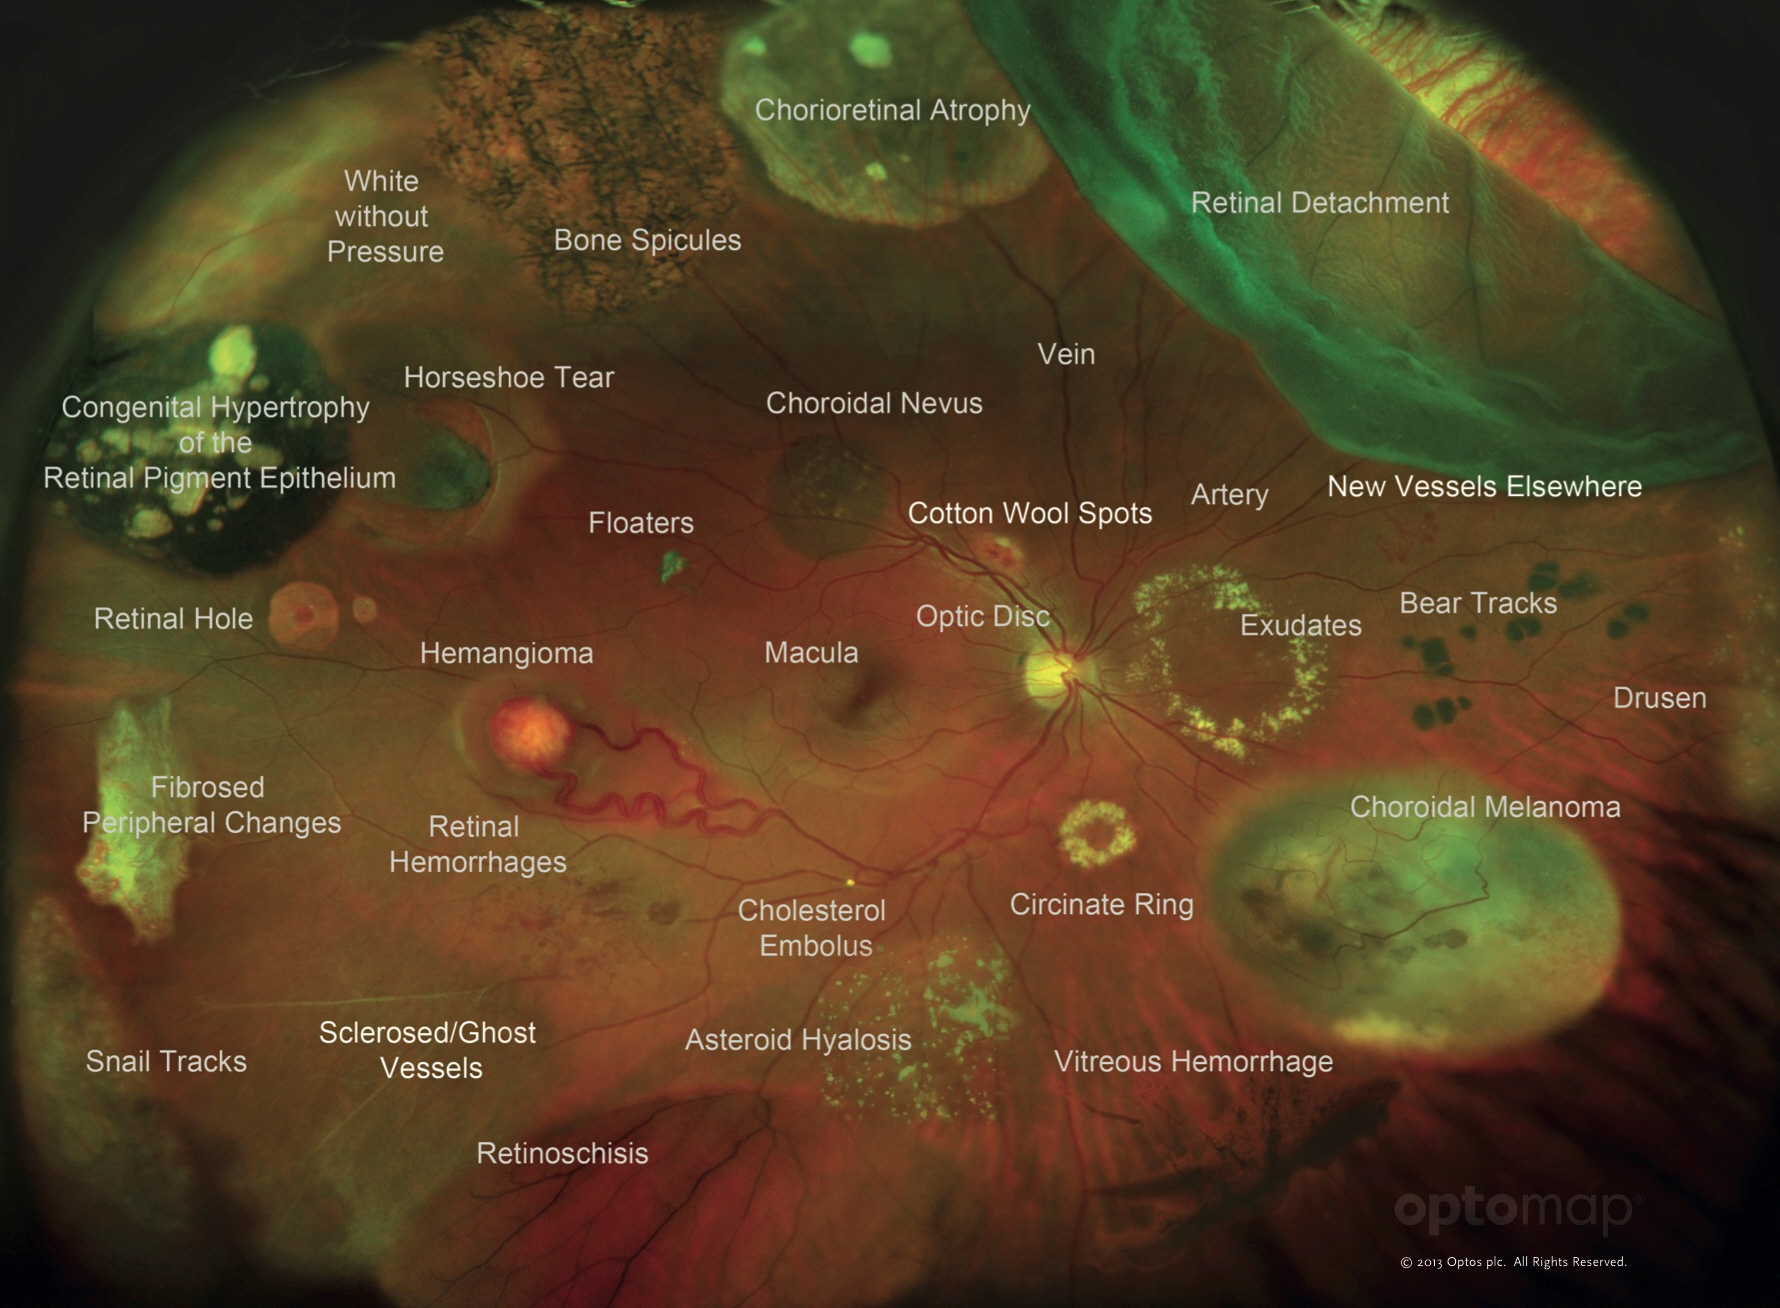 Chorioretinal Atrophy
White
without
Pressure
Bone Spicules
Retinal Detachment
Horseshoe Tear
Vein
Choroidal Nevus
Congenital Hypertrophy
of the
Retinal Pigment Epithelium
Floaters
Cotton Wool Spots
Artery
New Vessels Elsewhere
Retinal Hole
Optic Disc
Exudates
Bear Tracks
Hemangioma
Macula
Drusen
Fibrosed
Peripheral Changes
Retinal
Hemorrhages
Choroidal Melanoma
Cholesterol
Embolus
Circinate Ring
Sclerosed/Ghost
Vessels
Snail Tracks
Asteroid Hyalosis
Vitreous Hemorrhage
Retinoschisis
optomap®
© 2013 Optos plc. All Rights Reserved.